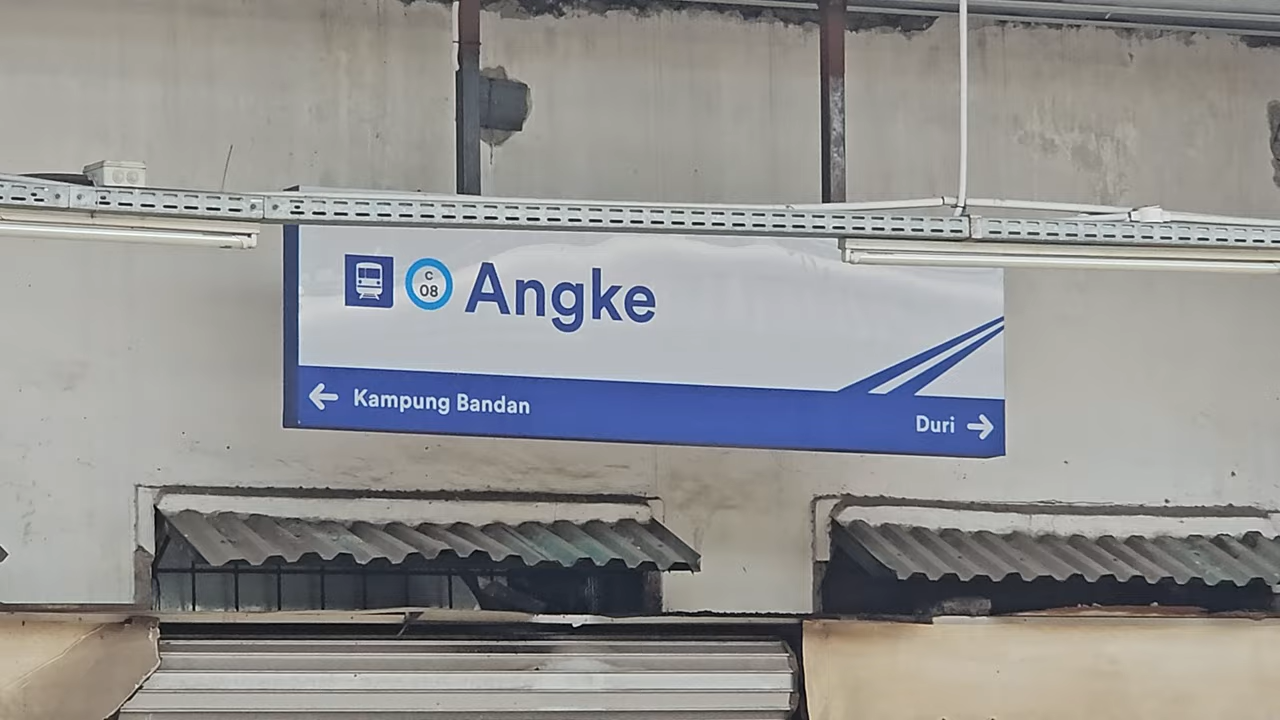 C
08
Angke
← Kampung Bandan
Duri →